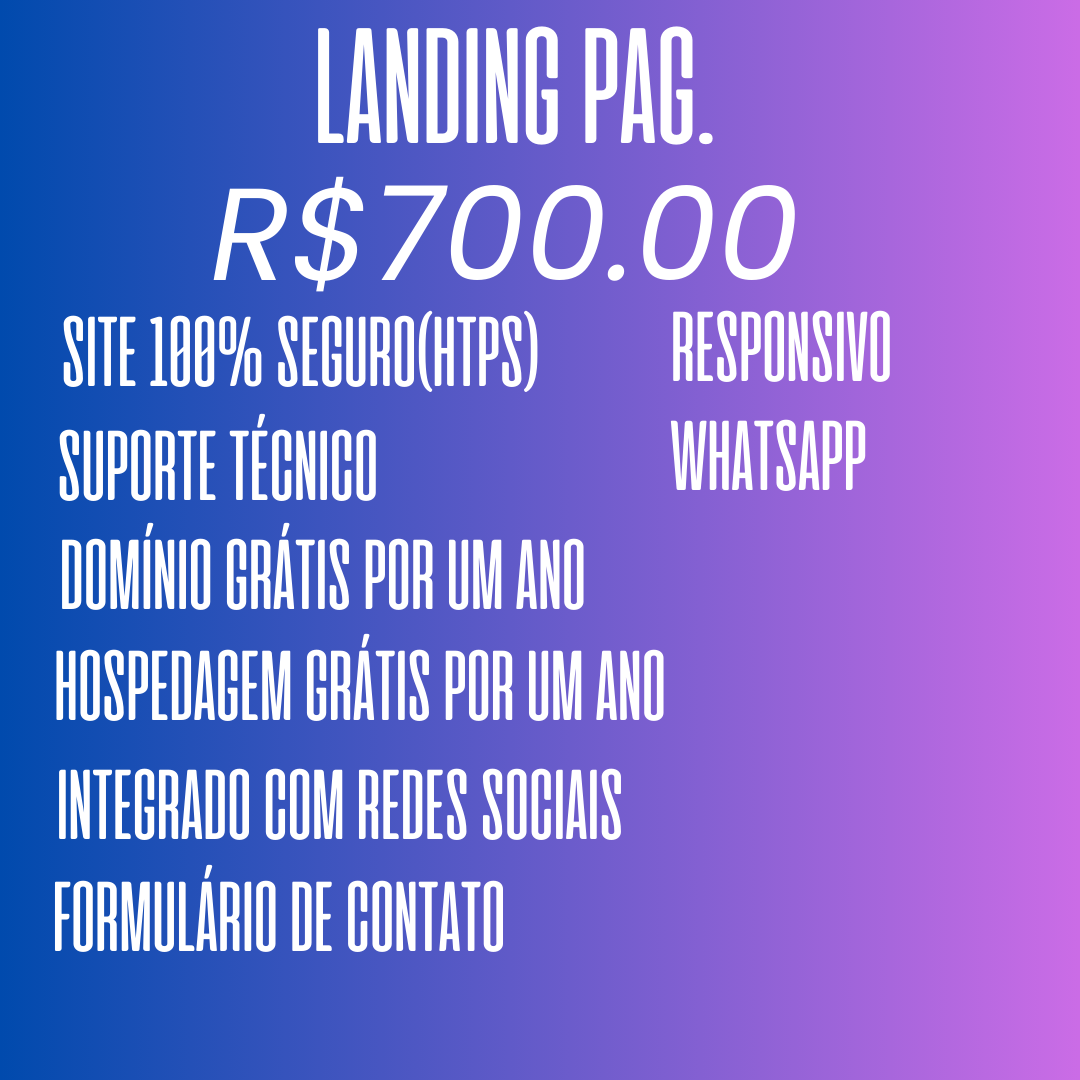 LANDING PAG.
R$700.00
SITE 100% SEGURO(HTPS)
RESPONSIVO
SUPORTE TÉCNICO
WHATSAPP
DOMÍNIO GRÁTIS POR UM ANO
HOSPEDAGEM GRÁTIS POR UM ANO
INTEGRADO COM REDES SOCIAIS
FORMULÁRIO DE CONTATO